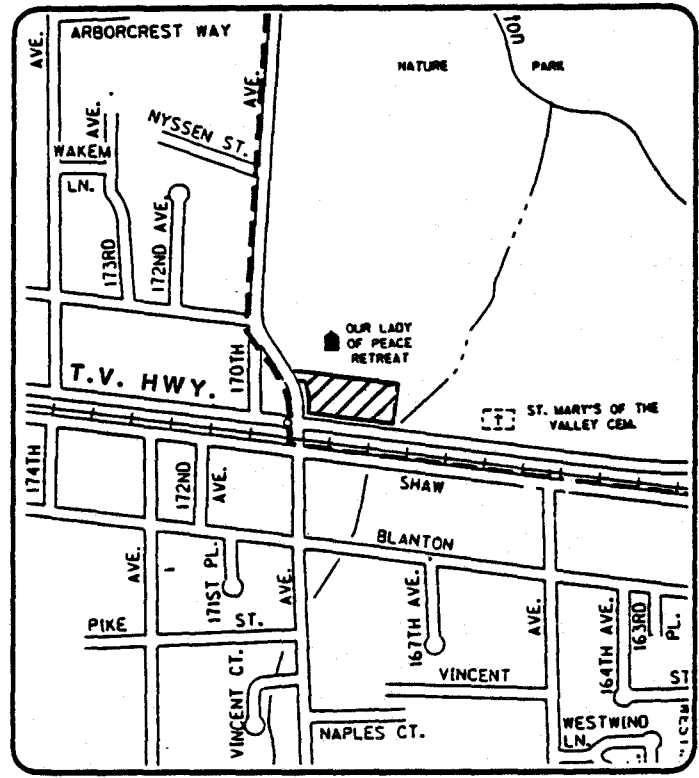 ARBORCREST WAY
AVE.
AVE.
NATURE PARK
AVE.
NYSSEN ST.
WAKEM
LN.
173RD
172ND AVE.
OUR LADY
OF PEACE
RETREAT
170TH
T.V. HWY.
ST. MARY'S OF THE
VALLEY CEM.
174TH
172ND
AVE.
SHAW
BLANTON
AVE.
171ST PL.
AVE.
167TH AVE.
AVE.
164TH AVE.
163RD
PL.
PIKE ST.
VINCENT CT.
VINCENT ST
NAPLES CT.
WESTWIND
LN.